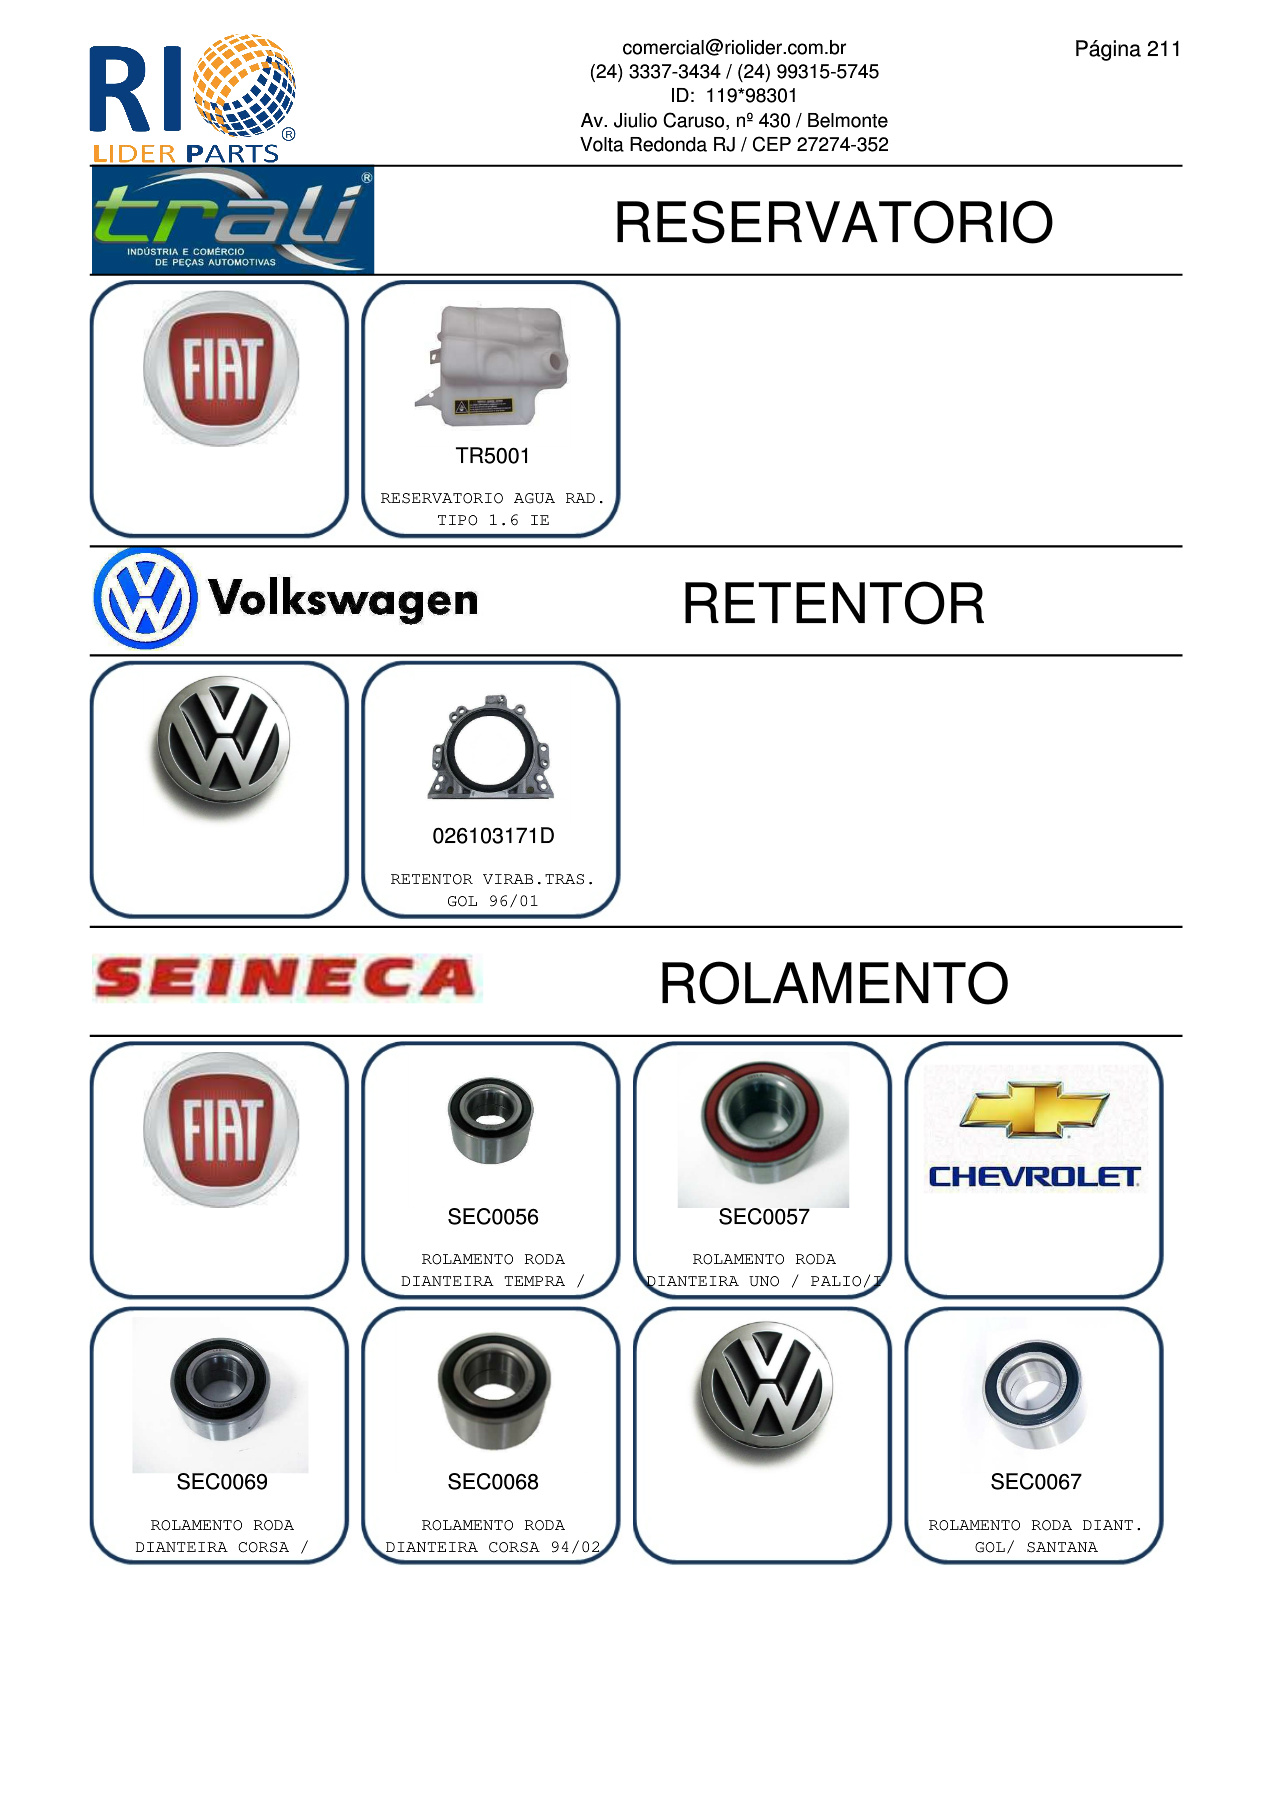 RIO
®
LIDER PARTS
comercial@riolider.com.br
(24) 3337-3434 / (24) 99315-5745
ID: 119*98301
Av. Jiulio Caruso, nº 430 / Belmonte
Volta Redonda RJ / CEP 27274-352
Página 211
trali
®
INDÚSTRIA E COMÉRCIO
DE PEÇAS AUTOMOTIVAS
RESERVATORIO
FIAT
TR5001
RESERVATORIO AGUA RAD.
TIPO 1.6 IE
Volkswagen
RETENTOR
026103171D
RETENTOR VIRAB.TRAS.
GOL 96/01
SEINECA
ROLAMENTO
FIAT
SEC0056
ROLAMENTO RODA
DIANTEIRA TEMPRA /
SEC0057
ROLAMENTO RODA
DIANTEIRA UNO / PALIO/I
CHEVROLET
SEC0069
ROLAMENTO RODA
DIANTEIRA CORSA /
SEC0068
ROLAMENTO RODA
DIANTEIRA CORSA 94/02
SEC0067
ROLAMENTO RODA DIANT.
GOL/ SANTANA